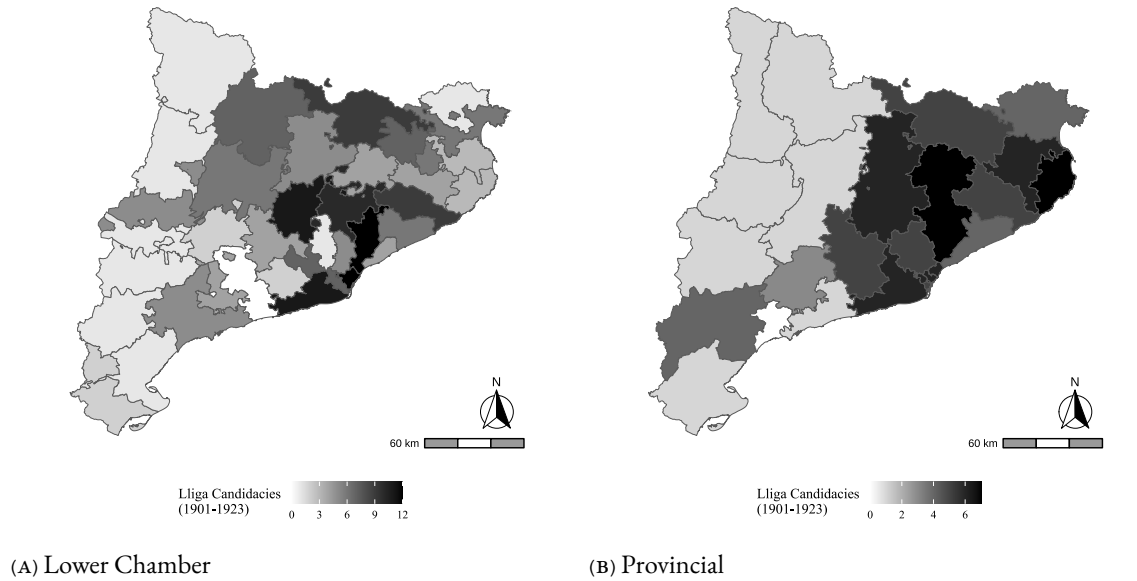 N
60 km
Lliga Candidacies
(1901-1923)
0 3 6 9 12
(A) Lower Chamber
N
60 km
Lliga Candidacies
(1901-1923)
0 2 4 6
(B) Provincial